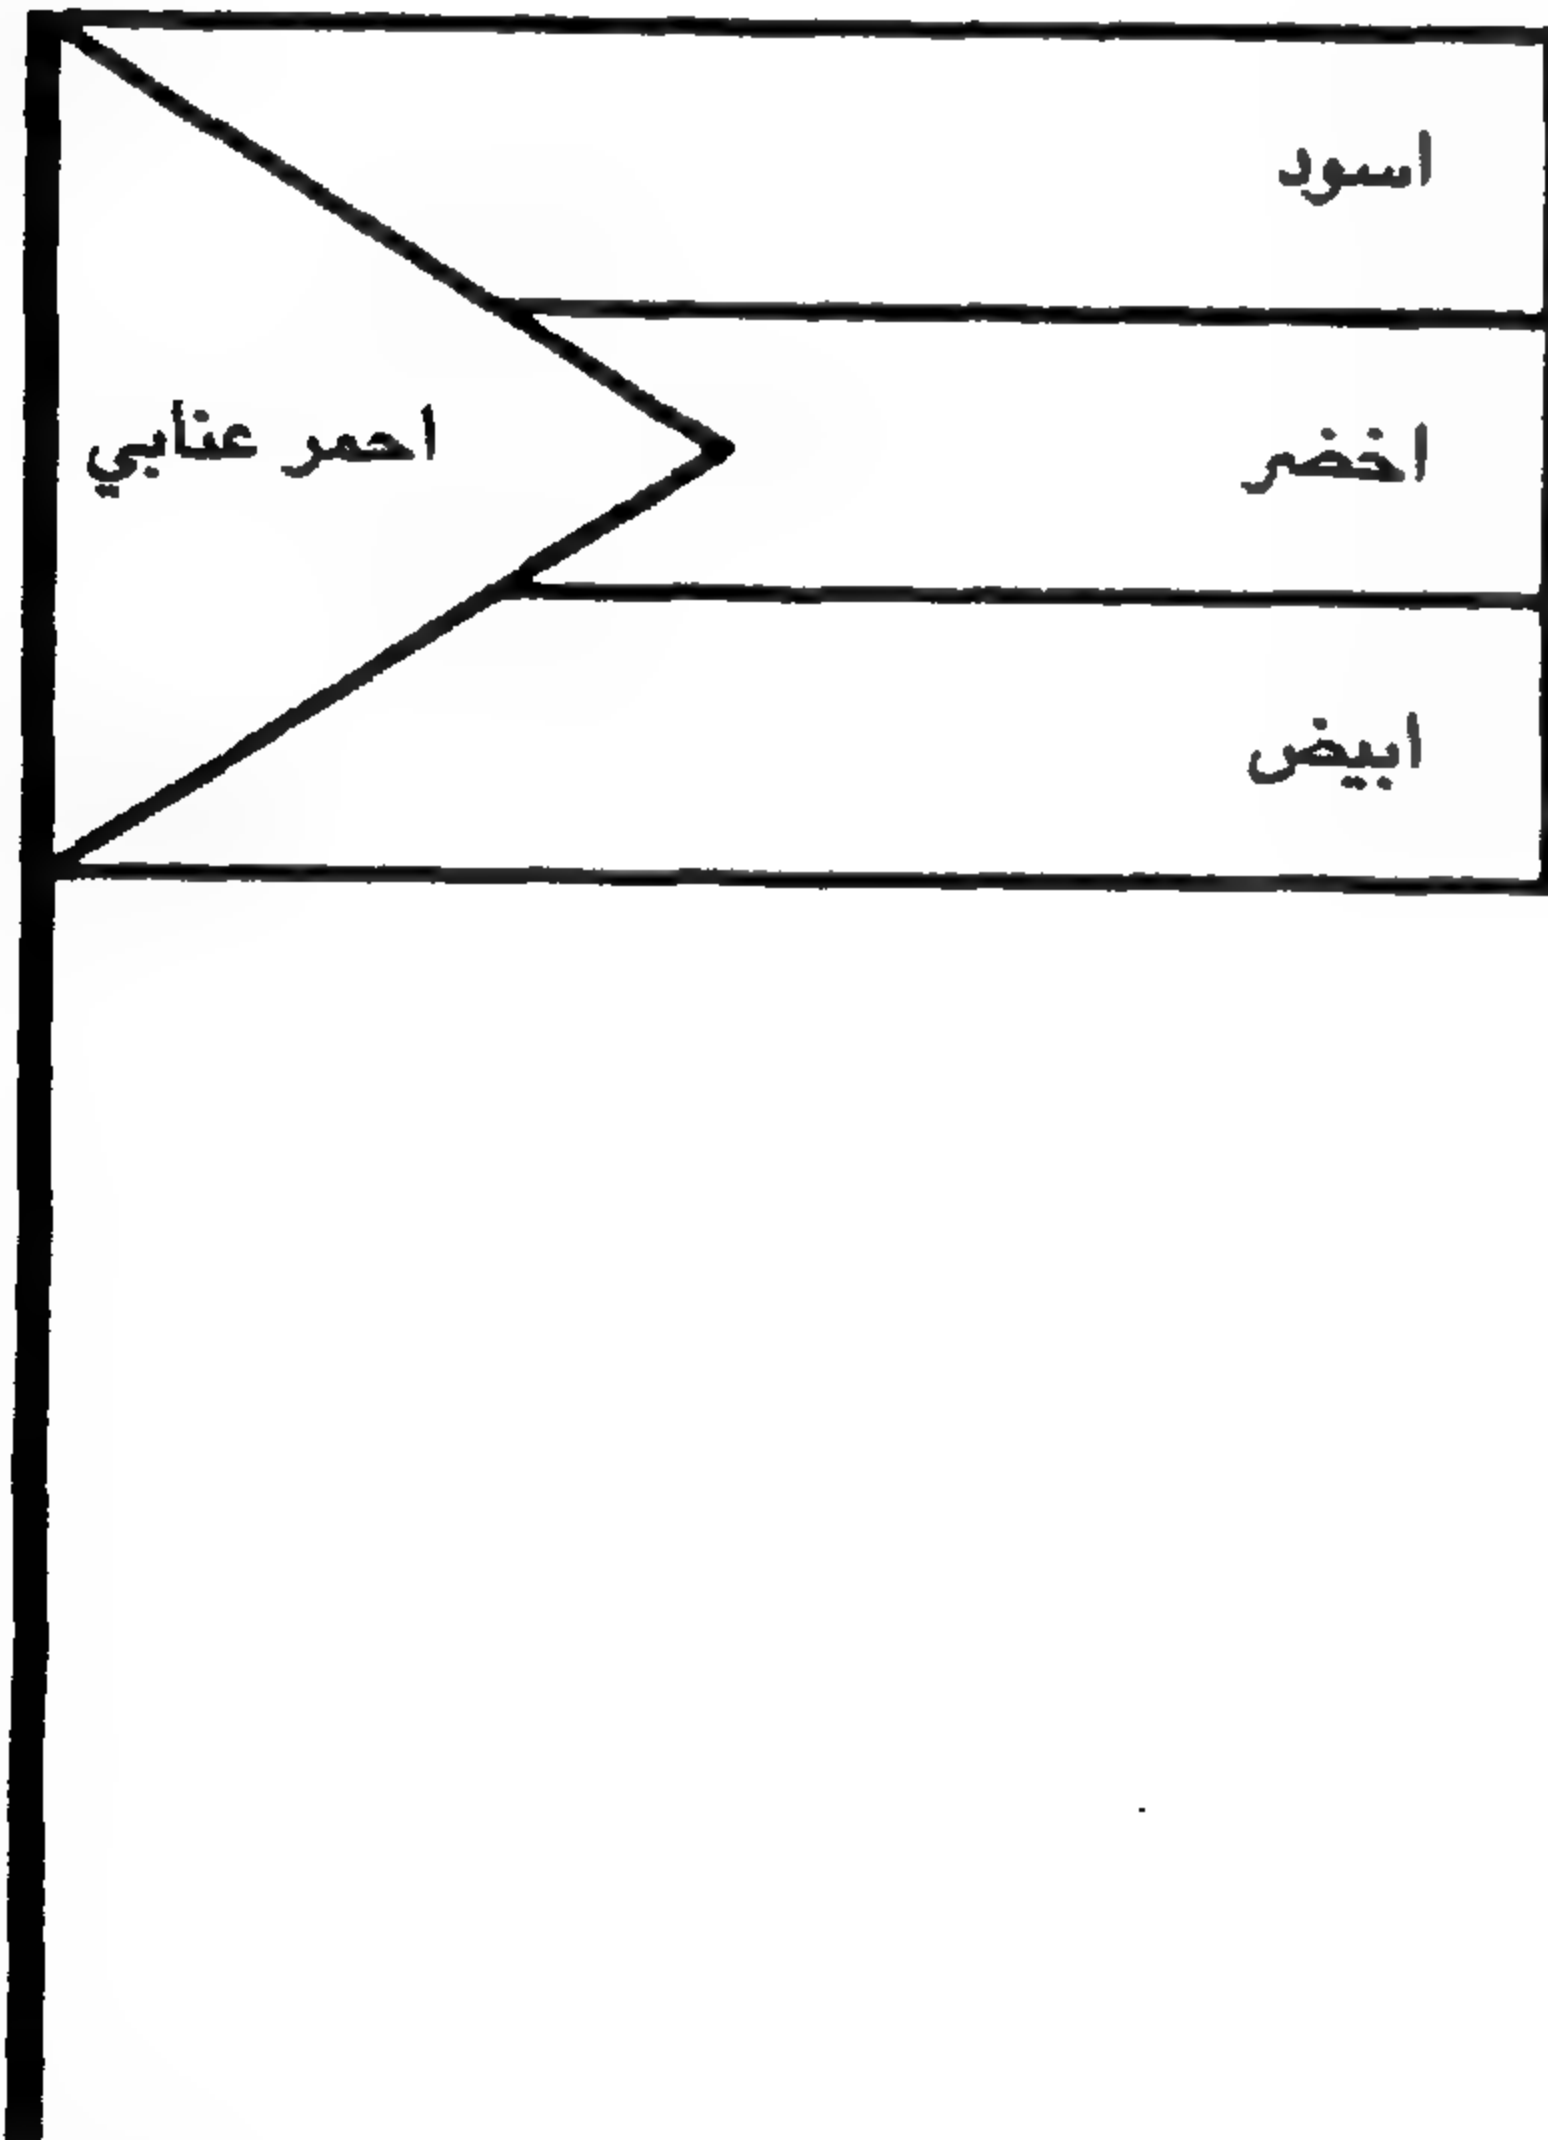 اسود
احمر عنابي
اخضر
ابيض